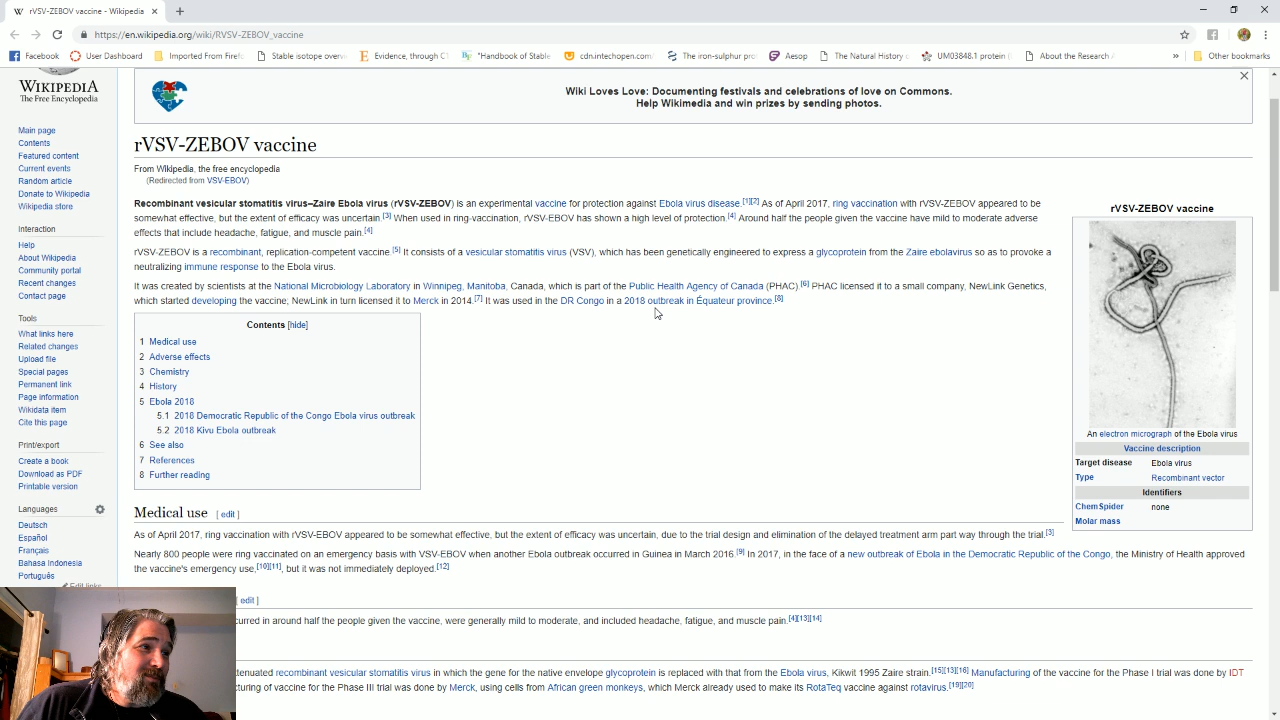 rVSV-ZEBOV vaccine - Wikipedia
https://en.wikipedia.org/wiki/RVSV-ZEBOV_vaccine
Facebook User Dashboard Imported From Firef Stable isotope overv Evidence, through C "Handbook of Stable cdn.intechopen.com/ The iron-sulphur pro Aesop The Natural History o UM03848.1 protein ( About the Research A » Other bookmarks
WIKIPEDIA
The Free Encyclopedia
Main page
Contents
Featured content
Current events
Random article
Donate to Wikipedia
Wikipedia store
Interaction
Help
About Wikipedia
Community portal
Recent changes
Contact page
Tools
What links here
Related changes
Upload file
Special pages
Permanent link
Page information
Wikidata item
Cite this page
Print/export
Create a book
Download as PDF
Printable version
Languages
Deutsch
Español
Français
Bahasa Indonesia
Português
Edit links
Wiki Loves Love: Documenting festivals and celebrations of love on Commons.
Help Wikimedia and win prizes by sending photos.
rVSV-ZEBOV vaccine
From Wikipedia, the free encyclopedia
(Redirected from VSV-EBOV)
Recombinant vesicular stomatitis virus–Zaire Ebola virus (rVSV-ZEBOV) is an experimental vaccine for protection against Ebola virus disease.[1][2] As of April 2017, ring vaccination with rVSV-EBOV appeared to be
somewhat effective, but the extent of efficacy was uncertain.[3] When used in ring-vaccination, rVSV-EBOV has shown a high level of protection.[4] Around half the people given the vaccine have mild to moderate adverse
effects that include headache, fatigue, and muscle pain.[4]
rVSV-ZEBOV is a recombinant, replication-competent vaccine.[5] It consists of a vesicular stomatitis virus (VSV), which has been genetically engineered to express a glycoprotein from the Zaire ebolavirus so as to provoke a
neutralizing immune response to the Ebola virus.
It was created by scientists at the National Microbiology Laboratory in Winnipeg, Manitoba, Canada, which is part of the Public Health Agency of Canada (PHAC).[6] PHAC licensed it to a small company, NewLink Genetics,
which started developing the vaccine; NewLink in turn licensed it to Merck in 2014.[7] It was used in the DR Congo in a 2018 outbreak in Équateur province.[8]
Contents [hide]
1 Medical use
2 Adverse effects
3 Chemistry
4 History
5 Ebola 2018
5.1 2018 Democratic Republic of the Congo Ebola virus outbreak
5.2 2018 Kivu Ebola outbreak
6 See also
7 References
8 Further reading
rVSV-ZEBOV vaccine
An electron micrograph of the Ebola virus
Vaccine description
Target disease Ebola virus
Type Recombinant vector
Identifiers
ChemSpider none
Molar mass
Medical use [ edit ]
As of April 2017, ring vaccination with rVSV-EBOV appeared to be somewhat effective, but the extent of efficacy was uncertain, due to the trial design and elimination of the delayed treatment arm part way through the trial.[3]
Nearly 800 people were ring vaccinated on an emergency basis with VSV-EBOV when another Ebola outbreak occurred in Guinea in March 2016.[9] In 2017, in the face of a new outbreak of Ebola in the Democratic Republic of the Congo, the Ministry of Health approved
the vaccine's emergency use,[10][11], but it was not immediately deployed.[12]
edit ]
curred in around half the people given the vaccine, were generally mild to moderate, and included headache, fatigue, and muscle pain.[4][13][14]
tenuated recombinant vesicular stomatitis virus in which the gene for the native envelope glycoprotein is replaced with that from the Ebola virus, Kikwit 1995 Zaire strain.[15][13][16] Manufacturing of the vaccine for the Phase I trial was done by IDT
cturing of vaccine for the Phase III trial was done by Merck, using cells from African green monkeys, which Merck already used to make its RotaTeq vaccine against rotavirus.[19][20]